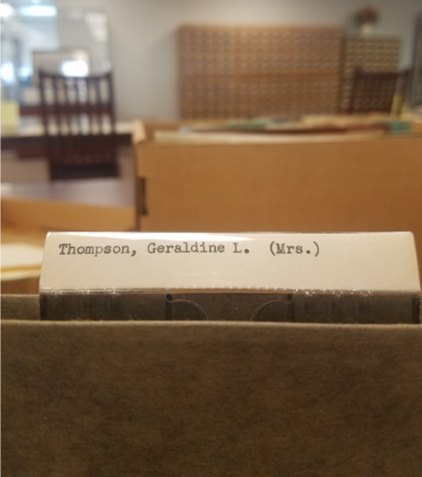 Thompson, Geraldine L. (Mrs.)